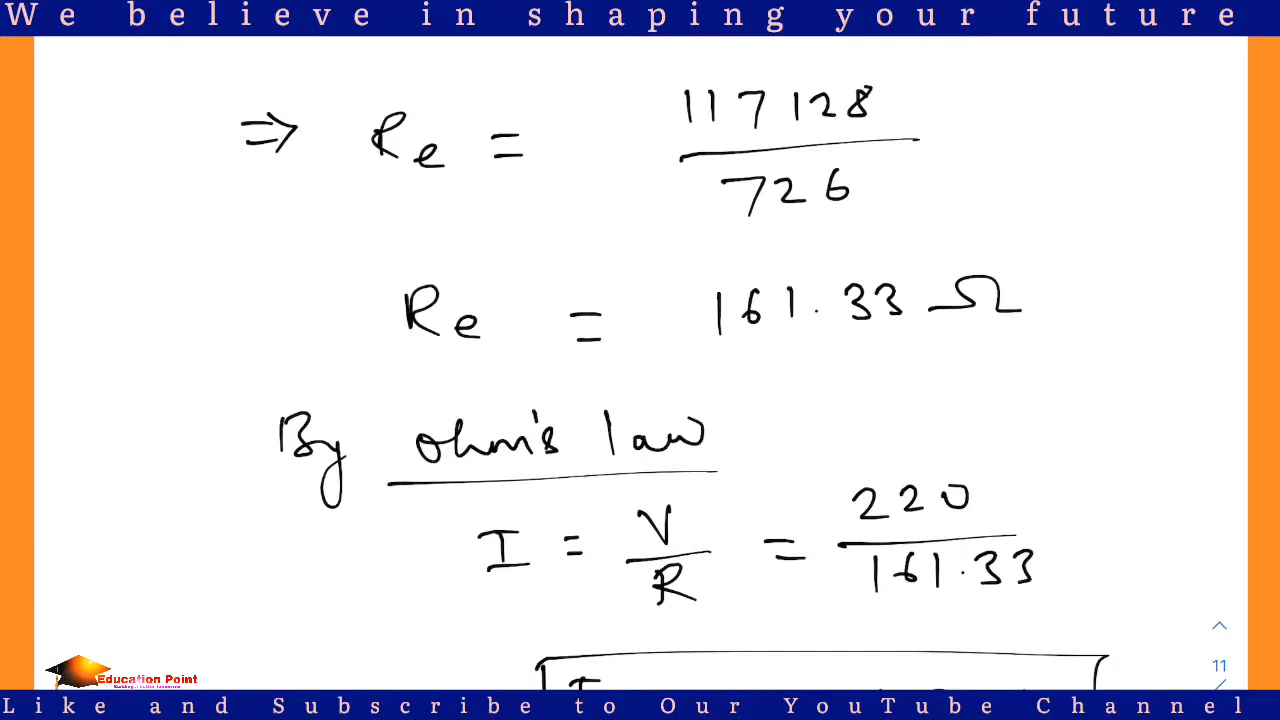 We believe in shaping your future
⇒ Re = 117128 / 726
Re = 161.33 Ω
By ohm's law
I = V / R = 220 / 161.33
I
11
Education Point
Like and Subscribe to Our YouTube Channel